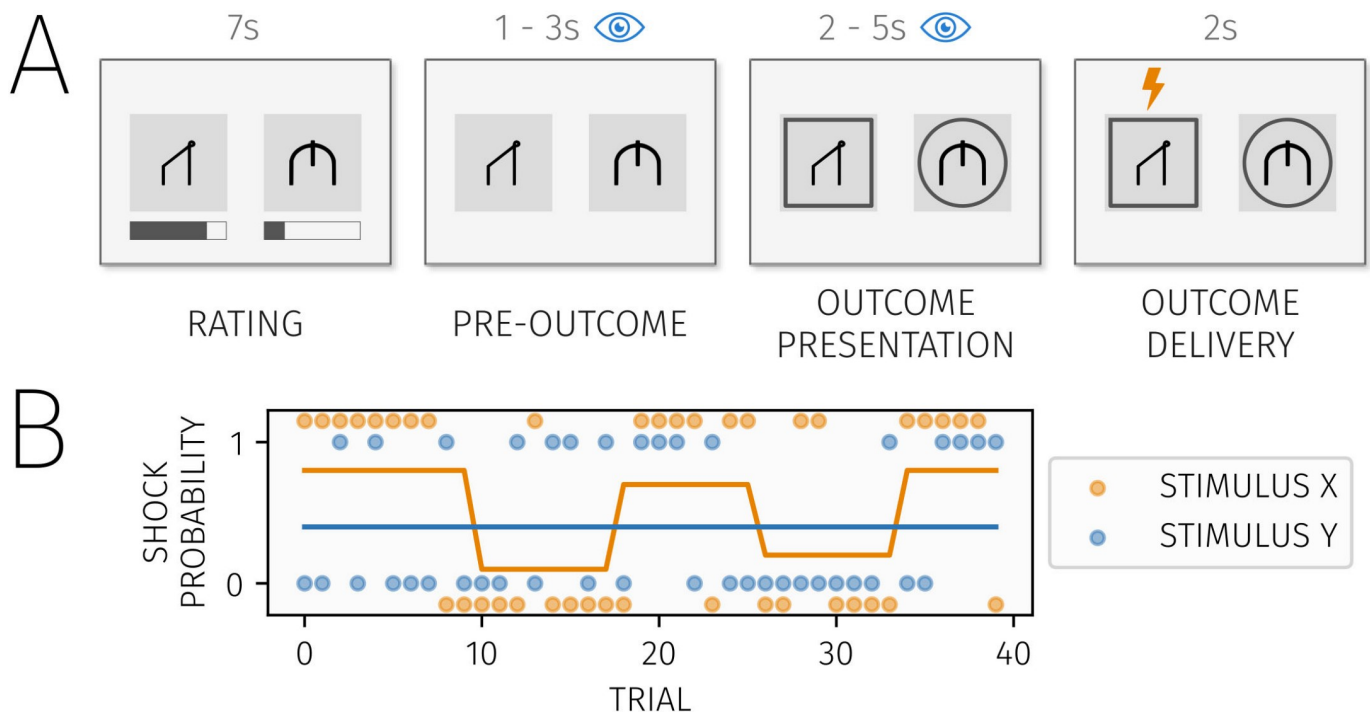 A
7s
1 - 3s
2 - 5s
2s
RATING
PRE-OUTCOME
OUTCOME
PRESENTATION
OUTCOME
DELIVERY
B
SHOCK
PROBABILITY
1
0
0
10
20
30
40
TRIAL
STIMULUS X
STIMULUS Y